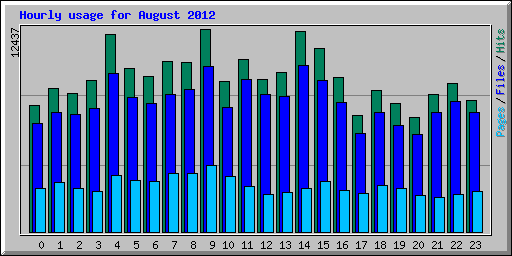 Hourly usage for August 2012
12437
Pages / Files / Hits
0 1 2 3 4 5 6 7 8 9 10 11 12 13 14 15 16 17 18 19 20 21 22 23